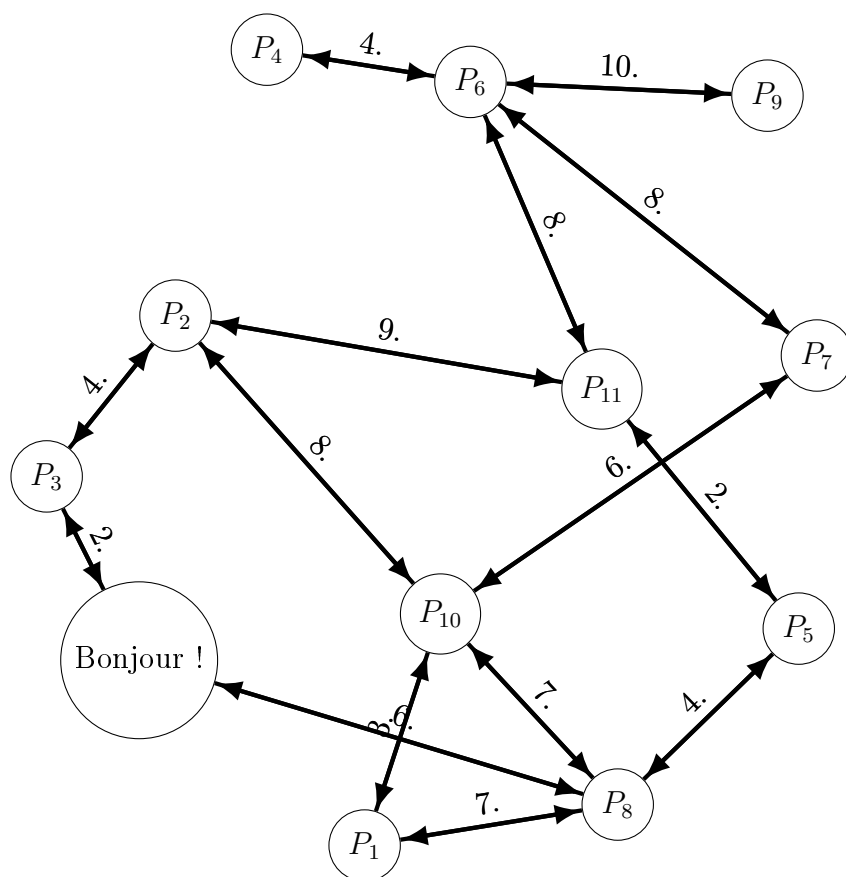 P₄
4.
P₆
10.
P₉
8.
8.
P₂
9.
P₇
P₁₁
4.
8.
6.
P₃
2.
2.
P₁₀
P₅
Bonjour !
7.
4.
3.
6.
7.
P₈
P₁